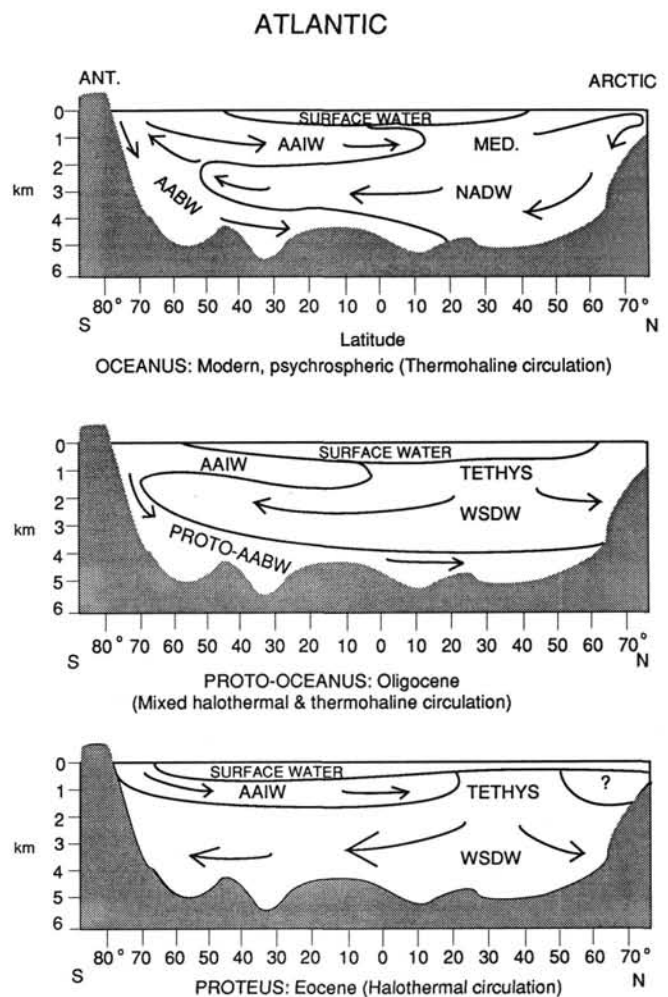 ATLANTIC
ANT. ARCTIC
0
SURFACE WATER
1
AAIW MED.
2
km 3 AABW NADW
4
5
6
80° 70 60 50 40 30 20 10 0 10 20 30 40 50 60 70°
S N
Latitude
OCEANUS: Modern, psychrospheric (Thermohaline circulation)
0
SURFACE WATER
AAIW TETHYS
1
2
WSDW
km 3
PROTO-AABW
4
5
6
80° 70 60 50 40 30 20 10 0 10 20 30 40 50 60 70°
S N
PROTO-OCEANUS: Oligocene
(Mixed halothermal & thermohaline circulation)
0
SURFACE WATER ?
1 AAIW TETHYS
2
km 3 WSDW
4
5
6
80° 70 60 50 40 30 20 10 0 10 20 30 40 50 60 70°
S N
PROTEUS: Eocene (Halothermal circulation)